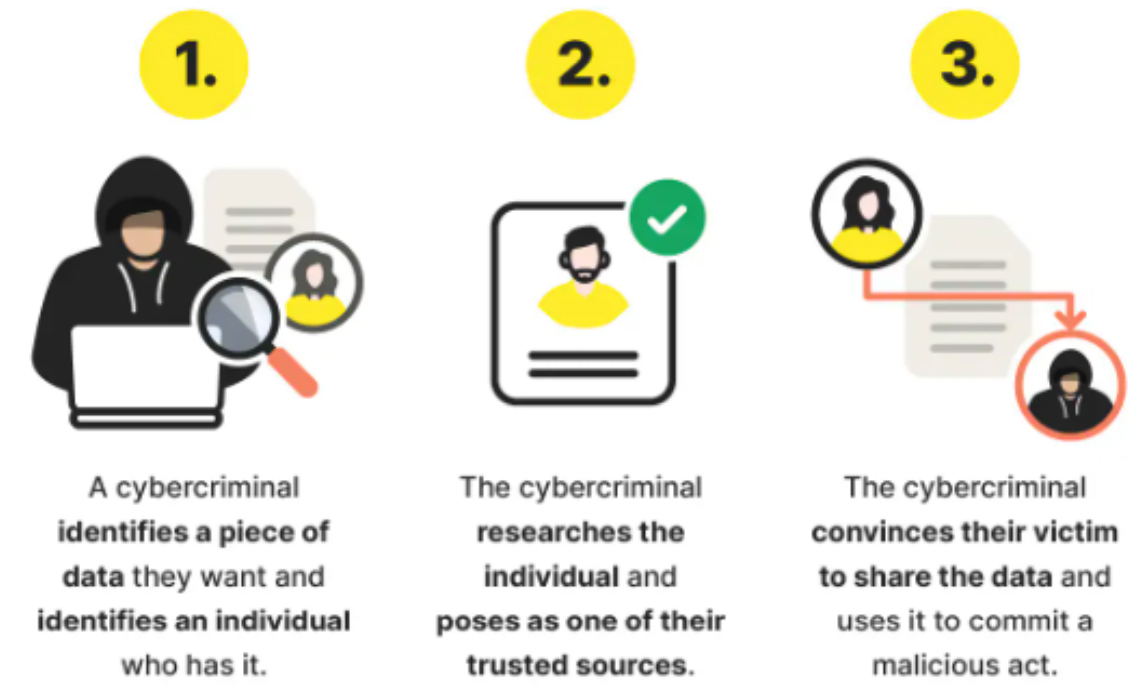 1.
A cybercriminal
identifies a piece of
data they want and
identifies an individual
who has it.
2.
The cybercriminal
researches the
individual and
poses as one of their
trusted sources.
3.
The cybercriminal
convinces their victim
to share the data and
uses it to commit a
malicious act.